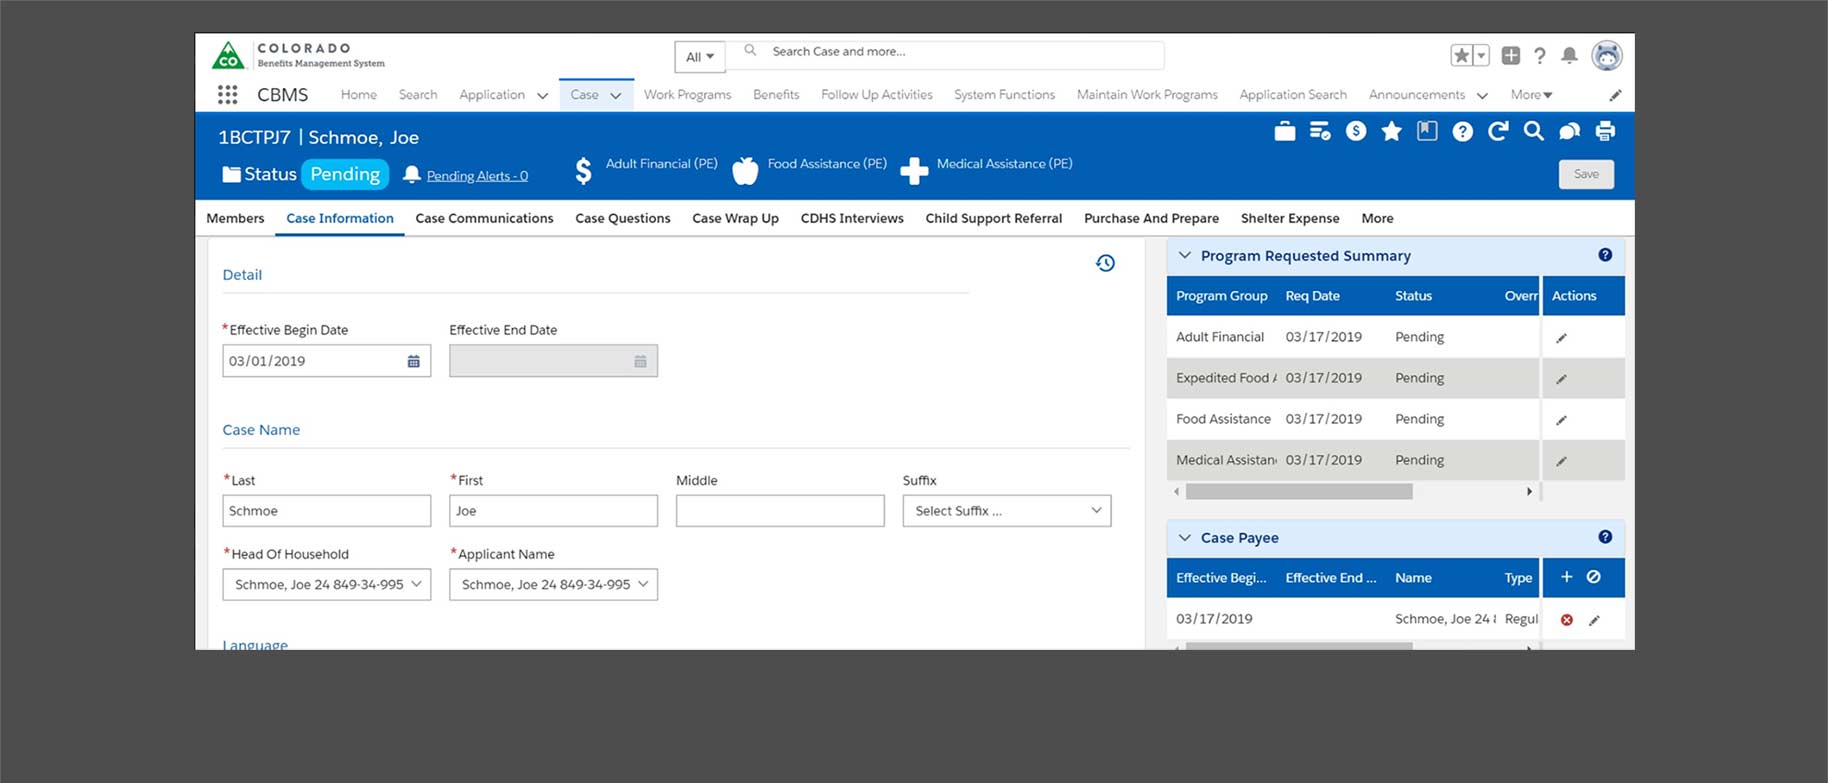 COLORADO
CO
Benefits Management System
All
Search Case and more...
CBMS
Home Search Application Case Work Programs Benefits Follow Up Activities System Functions Maintain Work Programs Application Search Announcements More
1BCTPJ7 | Schmoe, Joe
Status Pending Pending Alerts - 0
Adult Financial (PE) Food Assistance (PE) Medical Assistance (PE)
Save
Members Case Information Case Communications Case Questions Case Wrap Up CDHS Interviews Child Support Referral Purchase And Prepare Shelter Expense More
Detail
*Effective Begin Date Effective End Date
03/01/2019
Case Name
*Last *First Middle Suffix
Schmoe Joe Select Suffix ...
*Head Of Household *Applicant Name
Schmoe, Joe 24 849-34-995 Schmoe, Joe 24 849-34-995
Language
Program Requested Summary
Program Group Req Date Status Overr Actions
Adult Financial 03/17/2019 Pending
Expedited Food 03/17/2019 Pending
Food Assistance 03/17/2019 Pending
Medical Assistan 03/17/2019 Pending
Case Payee
Effective Begi... Effective End ... Name Type
03/17/2019 Schmoe, Joe 24 Regul